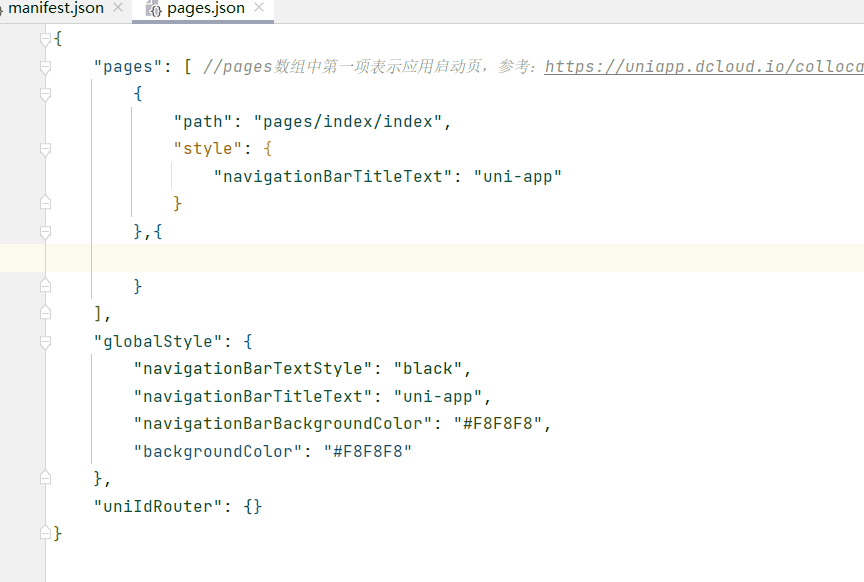 manifest.json × pages.json ×
{
"pages": [ //pages数组中第一项表示应用启动页，参考：https://uniapp.dcloud.io/colloca
{
"path": "pages/index/index",
"style": {
"navigationBarTitleText": "uni-app"
}
},{
}
],
"globalStyle": {
"navigationBarTextStyle": "black",
"navigationBarTitleText": "uni-app",
"navigationBarBackgroundColor": "#F8F8F8",
"backgroundColor": "#F8F8F8"
},
"uniIdRouter": {}
}